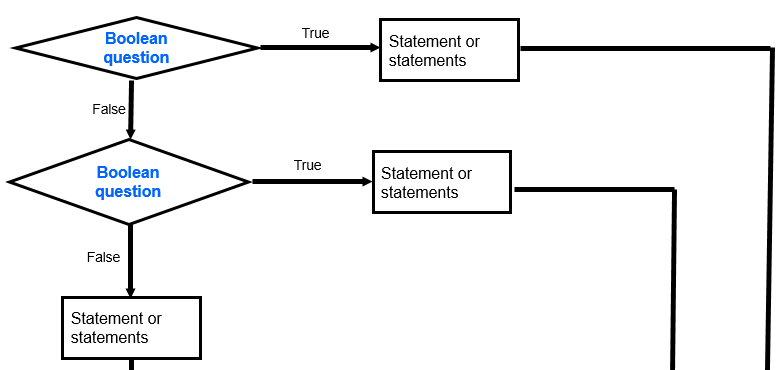 Boolean
question
True
Statement or
statements
False
Boolean
question
True
Statement or
statements
False
Statement or
statements